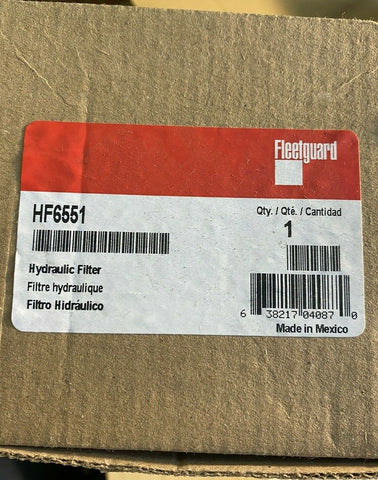 Fleetguard
HF6551
Qty. / Qté. / Cantidad
1
Hydraulic Filter
Filtre hydraulique
Filtro Hidráulico
6 38217 04087 0
Made in Mexico